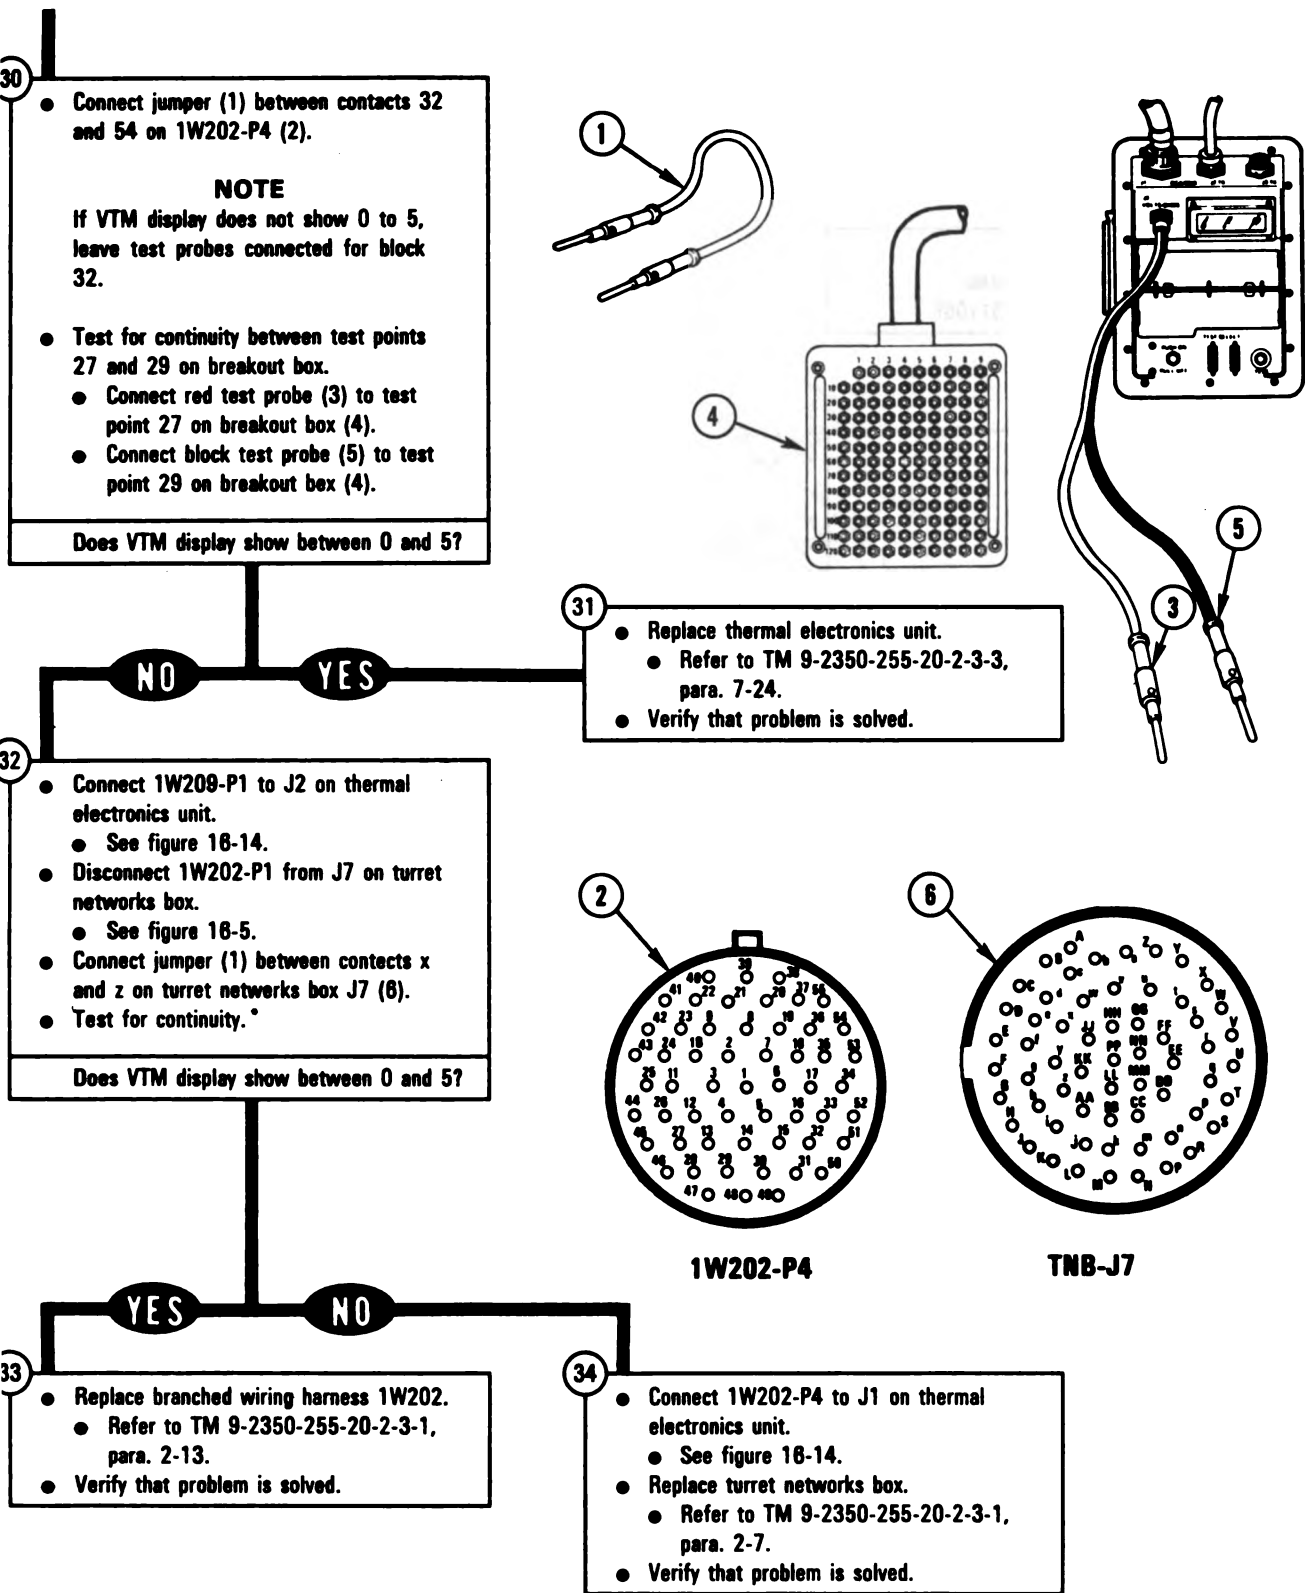 30
● Connect jumper (1) between contacts 32
and 54 on 1W202-P4 (2).
NOTE
If VTM display does not show 0 to 5,
leave test probes connected for block
32.
● Test for continuity between test points
27 and 29 on breakout box.
● Connect red test probe (3) to test
point 27 on breakout box (4).
● Connect block test probe (5) to test
point 29 on breakout bex (4).
Does VTM display show between 0 and 5?
NO
YES
1
4
5
3
31
● Replace thermal electronics unit.
● Refer to TM 9-2350-255-20-2-3-3,
para. 7-24.
● Verify that problem is solved.
32
● Connect 1W209-P1 to J2 on thermal
electronics unit.
● See figure 16-14.
● Disconnect 1W202-P1 from J7 on turret
networks box.
● See figure 16-5.
● Connect jumper (1) between contects x
and z on turret netwerks box J7 (6).
● Test for continuity.
Does VTM display show between 0 and 5?
2
6
1W202-P4
TNB-J7
YES
NO
33
● Replace branched wiring harness 1W202.
● Refer to TM 9-2350-255-20-2-3-1,
para. 2-13.
● Verify that problem is solved.
34
● Connect 1W202-P4 to J1 on thermal
electronics unit.
● See figure 16-14.
● Replace turret networks box.
● Refer to TM 9-2350-255-20-2-3-1,
para. 2-7.
● Verify that problem is solved.